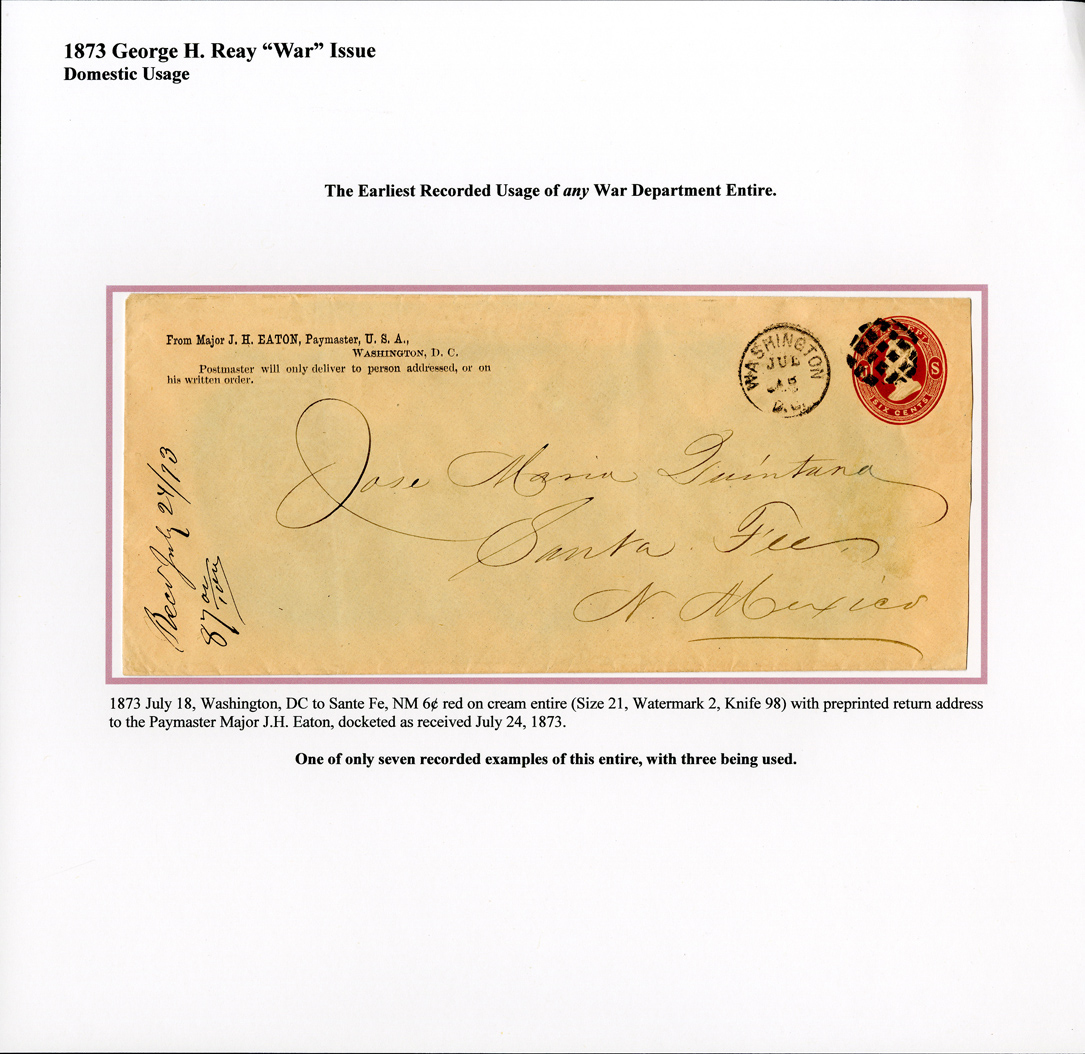 1873 George H. Reay “War” Issue
Domestic Usage
The Earliest Recorded Usage of any War Department Entire.
From Major J. H. EATON, Paymaster, U. S. A.,
WASHINGTON, D. C.
Postmaster will only deliver to person addressed, or on
his written order.
WASHINGTON
JUL
18
D.C.
S
SIX CENTS
Jose Maria Quintana
Santa Fee
N. Mexico
Recd July 24/73
87
1873 July 18, Washington, DC to Sante Fe, NM 6¢ red on cream entire (Size 21, Watermark 2, Knife 98) with preprinted return address
to the Paymaster Major J.H. Eaton, docketed as received July 24, 1873.
One of only seven recorded examples of this entire, with three being used.